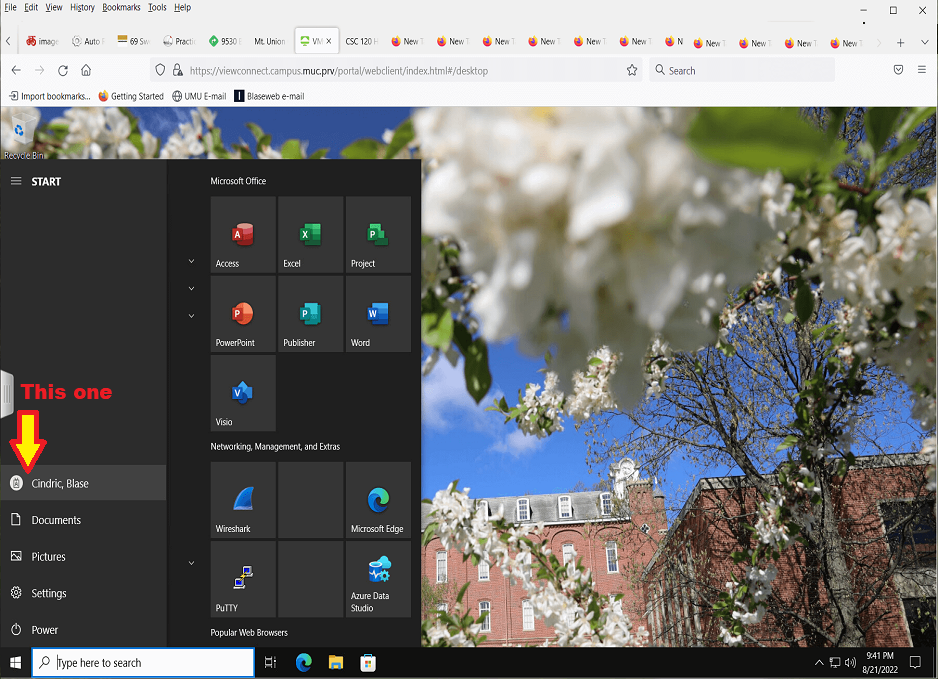 File Edit View History Bookmarks Tools Help
image Auto 69 Sw Practi 9530 Mt. Union VM CSC 120 H New T New T New T New T New T New T N New T New T New T New T
https://viewconnect.campus.muc.prv/portal/webclient/index.html#/desktop Search
Import bookmarks... Getting Started UMU E-mail Blaseweb e-mail
Recycle Bin
START
Microsoft Office
Access Excel Project
PowerPoint Publisher Word
This one
Visio
Networking, Management, and Extras
Cindric, Blase
Documents
Wireshark Microsoft Edge
Pictures
Settings
PuTTY Azure Data
Studio
Power Popular Web Browsers
Type here to search
9:41 PM
8/21/2022